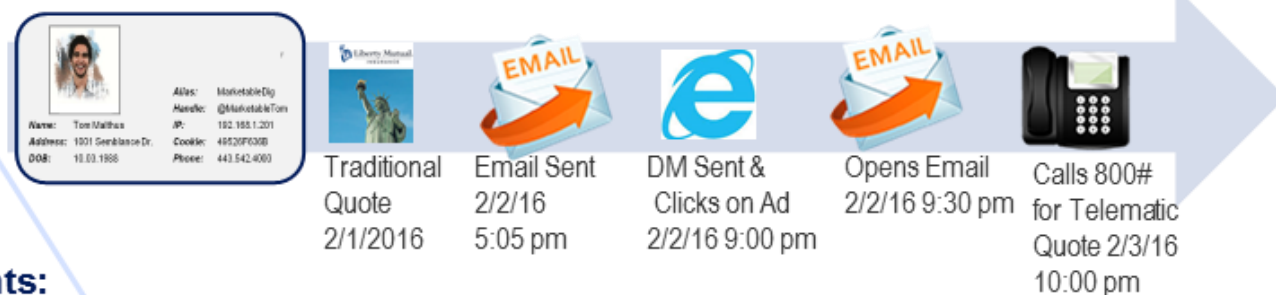 Name: Tom Malthus
Address: 1001 Semblance Dr.
DOB: 10.03.1988
Alias: MarketableDig
Handle: @MarketableTom
IP: 192.168.1.201
Cookie: 49526F636B
Phone: 443.542.4000
Liberty Mutual
INSURANCE
Traditional
Quote
2/1/2016
EMAIL
Email Sent
2/2/16
5:05 pm
DM Sent &
Clicks on Ad
2/2/16 9:00 pm
EMAIL
Opens Email
2/2/16 9:30 pm
Calls 800#
for Telematic
Quote 2/3/16
10:00 pm
nts: